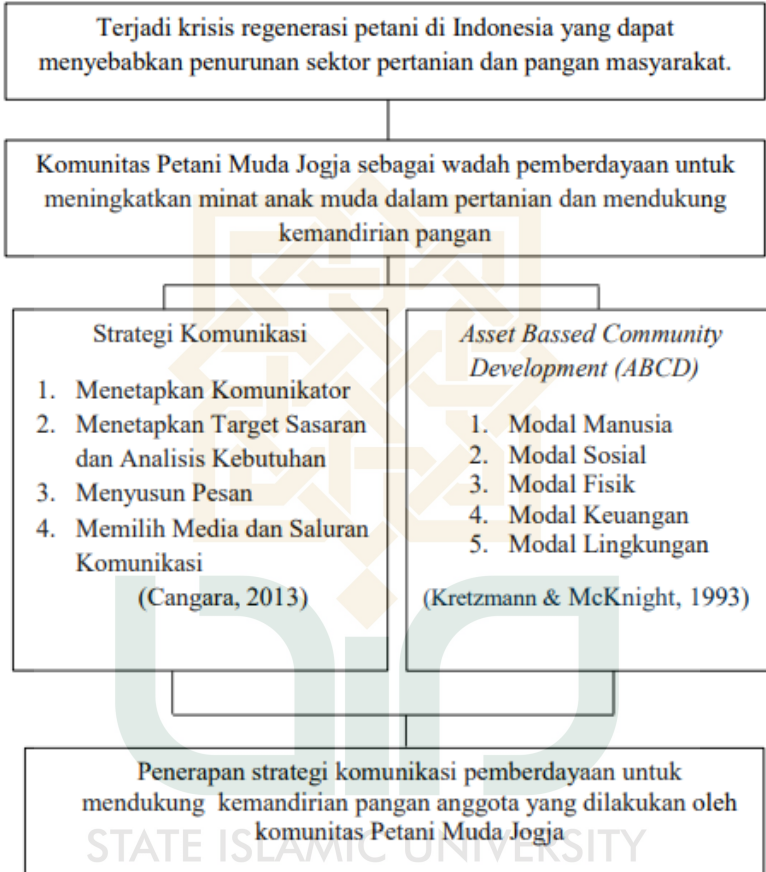 Terjadi krisis regenerasi petani di Indonesia yang dapat
menyebabkan penurunan sektor pertanian dan pangan masyarakat.
Komunitas Petani Muda Jogja sebagai wadah pemberdayaan untuk
meningkatkan minat anak muda dalam pertanian dan mendukung
kemandirian pangan
Strategi Komunikasi
1. Menetapkan Komunikator
2. Menetapkan Target Sasaran
dan Analisis Kebutuhan
3. Menyusun Pesan
4. Memilih Media dan Saluran
Komunikasi
(Cangara, 2013)
Asset Bassed Community
Development (ABCD)
1. Modal Manusia
2. Modal Sosial
3. Modal Fisik
4. Modal Keuangan
5. Modal Lingkungan
(Kretzmann & McKnight, 1993)
Penerapan strategi komunikasi pemberdayaan untuk
mendukung kemandirian pangan anggota yang dilakukan oleh
komunitas Petani Muda Jogja
STATE ISLAMIC UNIVERSITY